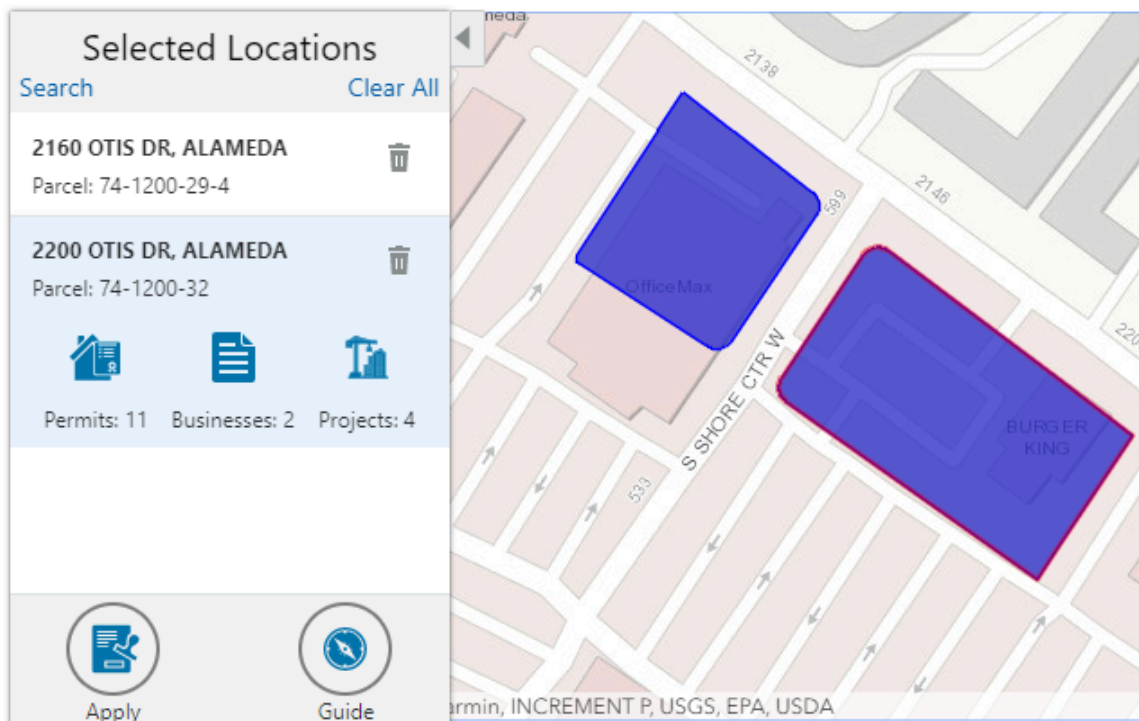 Selected Locations
Search
Clear All
2160 OTIS DR, ALAMEDA
Parcel: 74-1200-29-4
2200 OTIS DR, ALAMEDA
Parcel: 74-1200-32
Permits: 11
Businesses: 2
Projects: 4
Apply
Guide
2138
2146
599
OfficeMax
S SHORE CTR W
BURGER
KING
533
INCREMENT P, USGS, EPA, USDA